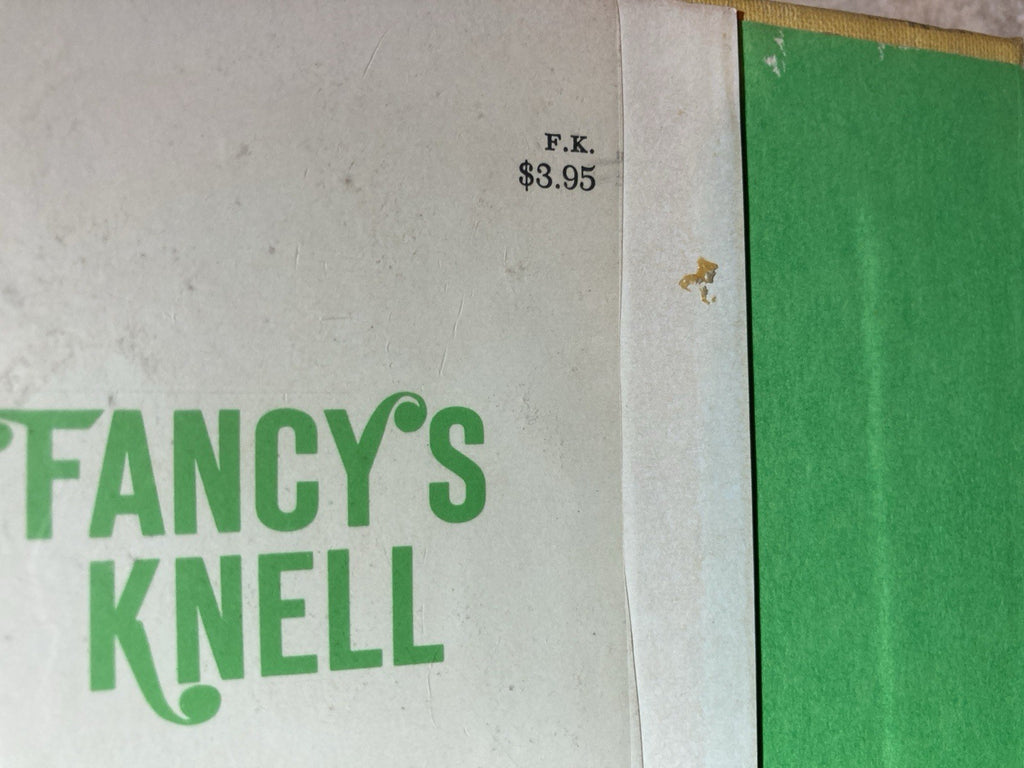 F.K.
$3.95
FANCY'S
KNELL